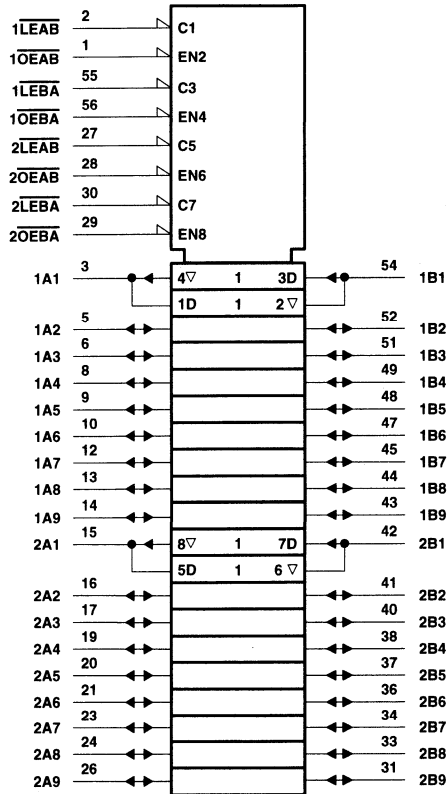 1LEAB 2 C1
1OEAB 1 EN2
1LEBA 55 C3
1OEBA 56 EN4
2LEAB 27 C5
2OEAB 28 EN6
2LEBA 30 C7
2OEBA 29 EN8
1A1 3 4▽ 1 3D 54 1B1
1D 1 2 ▽
1A2 5 52 1B2
1A3 6 51 1B3
1A4 8 49 1B4
1A5 9 48 1B5
1A6 10 47 1B6
1A7 12 45 1B7
1A8 13 44 1B8
1A9 14 43 1B9
2A1 15 8▽ 1 7D 42 2B1
5D 1 6 ▽
2A2 16 41 2B2
2A3 17 40 2B3
2A4 19 38 2B4
2A5 20 37 2B5
2A6 21 36 2B6
2A7 23 34 2B7
2A8 24 33 2B8
2A9 26 31 2B9